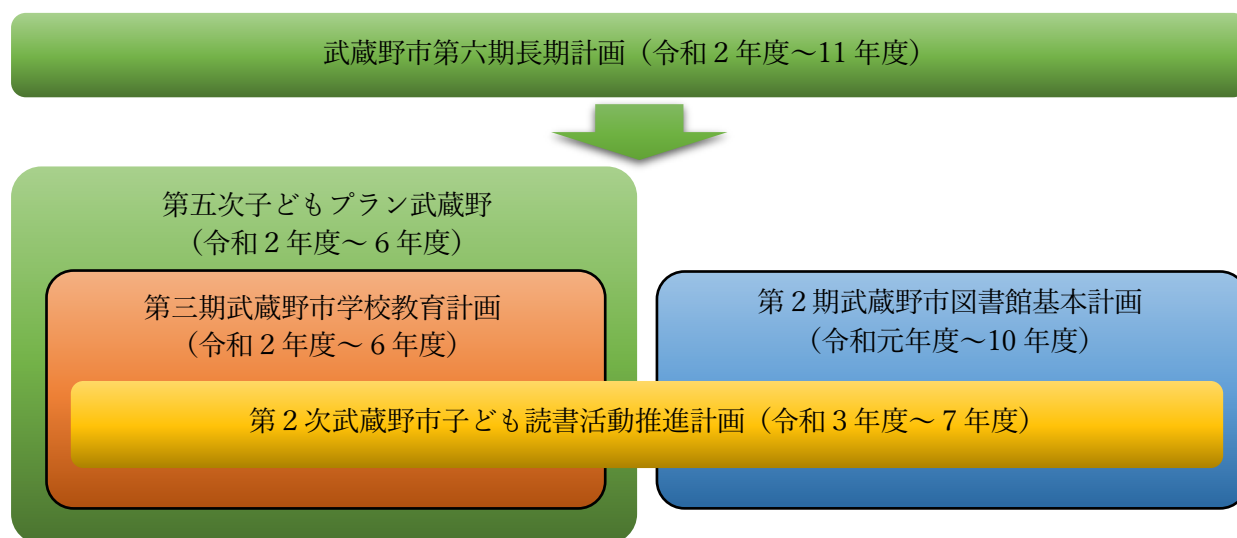 武蔵野市第六期長期計画（令和２年度～11 年度）
第五次子どもプラン武蔵野
（令和２年度～６年度）
第三期武蔵野市学校教育計画
（令和２年度～６年度）
第２期武蔵野市図書館基本計画
（令和元年度～10 年度）
第２次武蔵野市子ども読書活動推進計画（令和３年度～７年度）